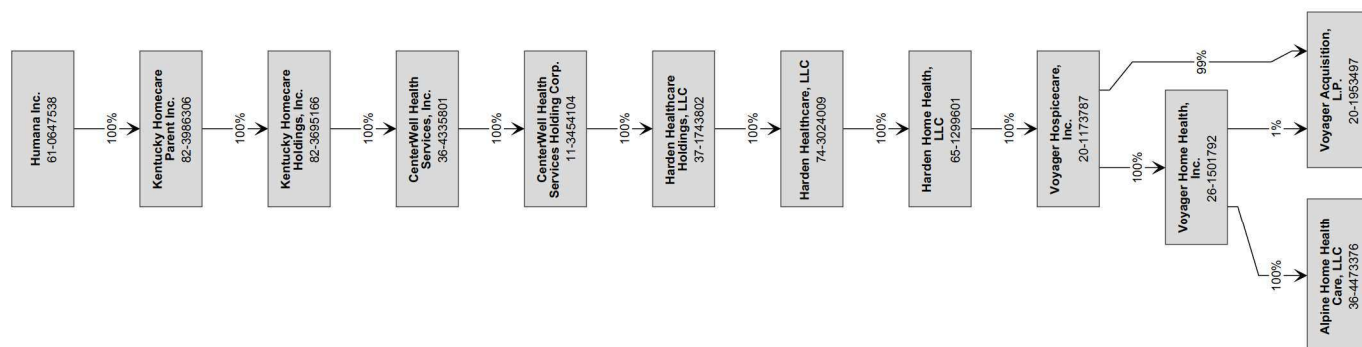 Humana Inc.
61-0647538
100%
Kentucky Homecare
Parent Inc.
82-3986306
100%
Kentucky Homecare
Holdings, Inc.
82-3695166
100%
CenterWell Health
Services, Inc.
36-4335801
100%
CenterWell Health
Services Holding Corp.
11-3454104
100%
Harden Healthcare
Holdings, LLC
37-1743802
100%
Harden Healthcare, LLC
74-3024009
100%
Harden Home Health,
LLC
65-1299601
100%
Voyager Hospicecare,
Inc.
20-1173787
100%
99%
Voyager Home Health,
Inc.
26-1501792
100%
1%
Alpine Home Health
Care, LLC
36-4473376
Voyager Acquisition,
L.P.
20-1953497